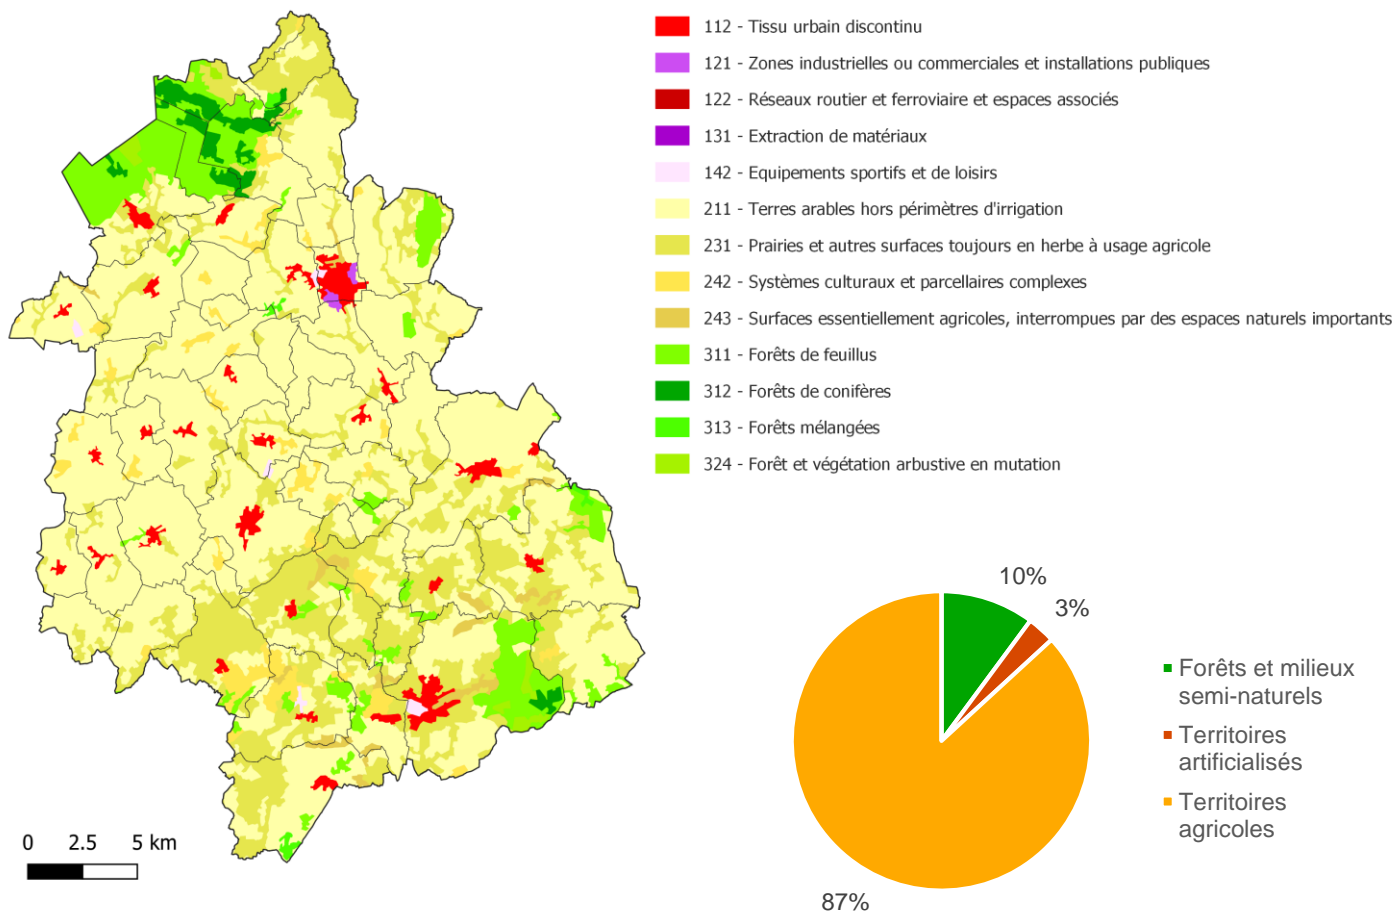 112 - Tissu urbain discontinu
121 - Zones industrielles ou commerciales et installations publiques
122 - Réseaux routier et ferroviaire et espaces associés
131 - Extraction de matériaux
142 - Equipements sportifs et de loisirs
211 - Terres arables hors périmètres d'irrigation
231 - Prairies et autres surfaces toujours en herbe à usage agricole
242 - Systèmes culturaux et parcellaires complexes
243 - Surfaces essentiellement agricoles, interrompues par des espaces naturels importants
311 - Forêts de feuillus
312 - Forêts de conifères
313 - Forêts mélangées
324 - Forêt et végétation arbustive en mutation
10%
3%
87%
Forêts et milieux
semi-naturels
Territoires
artificialisés
Territoires
agricoles
0 2.5 5 km